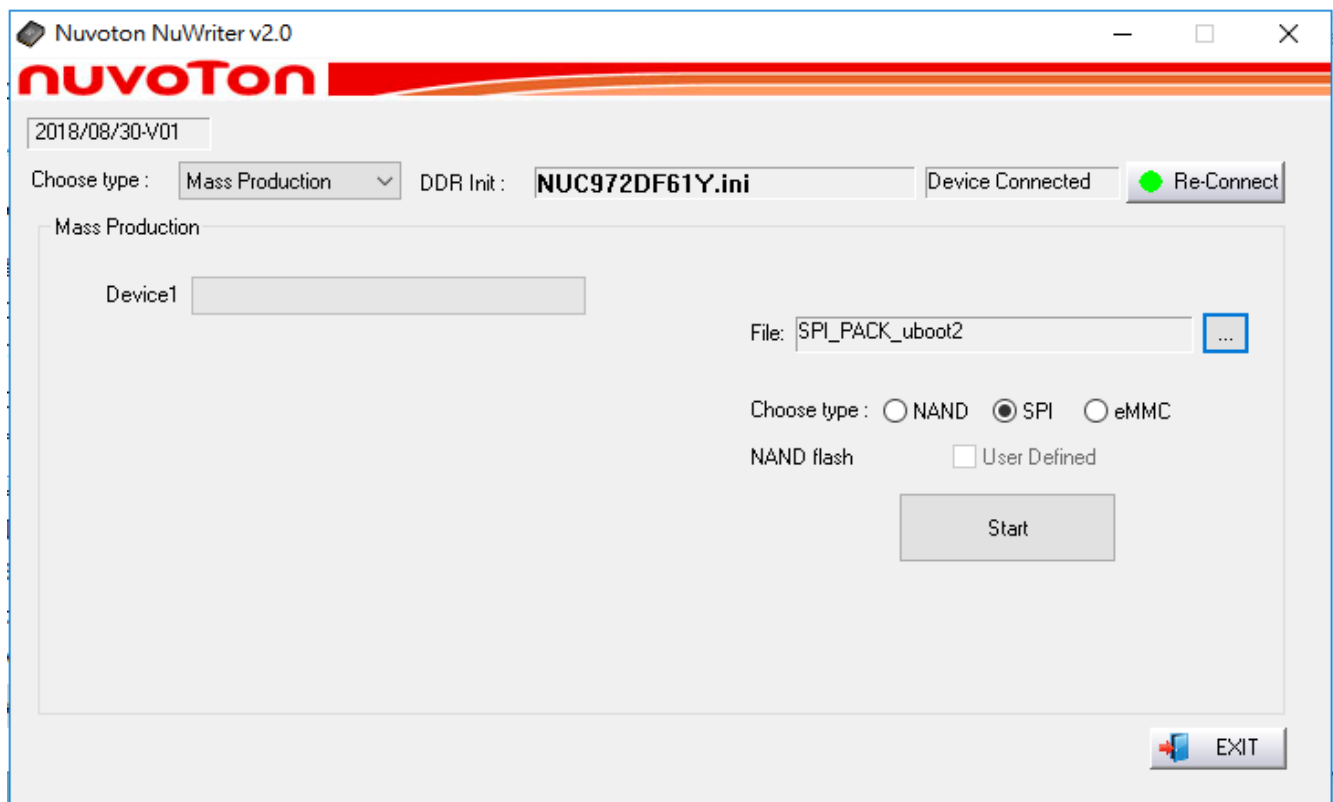 Nuvoton NuWriter v2.0
nuvoTon
2018/08/30-V01
Choose type : Mass Production DDR Init : NUC972DF61Y.ini Device Connected Re-Connect
Mass Production
Device1
File: SPI_PACK_uboot2 ...
Choose type : NAND SPI eMMC
NAND flash User Defined
Start
EXIT